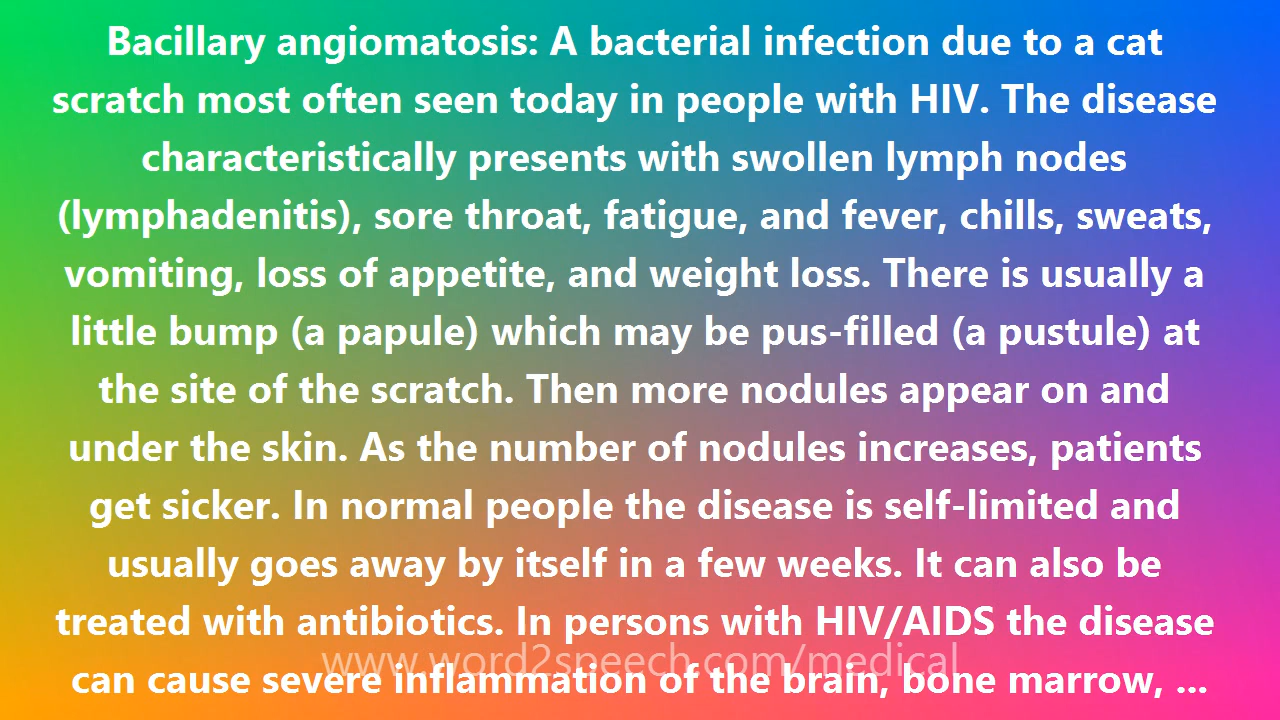 Bacillary angiomatosis: A bacterial infection due to a cat
scratch most often seen today in people with HIV. The disease
characteristically presents with swollen lymph nodes
(lymphadenitis), sore throat, fatigue, and fever, chills, sweats,
vomiting, loss of appetite, and weight loss. There is usually a
little bump (a papule) which may be pus-filled (a pustule) at
the site of the scratch. Then more nodules appear on and
under the skin. As the number of nodules increases, patients
get sicker. In normal people the disease is self-limited and
usually goes away by itself in a few weeks. It can also be
treated with antibiotics. In persons with HIV/AIDS the disease
www.word2speech.com/medical
can cause severe inflammation of the brain, bone marrow, ...